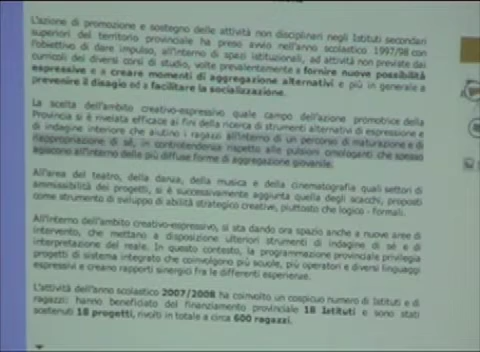 L'azione di promozione e sostegno delle attività non disciplinari negli Istituti secondari
superiori del territorio provinciale ha preso avvio nell'anno scolastico 1997/98 con
l'obiettivo di dare impulso, all'interno di spazi istituzionali, ad attività non previste dai
curricoli dei diversi corsi di studio, volte prevalentemente a fornire nuove possibilità
espressive e a creare momenti di aggregazione alternativi e più in generale a
prevenire il disagio ed a facilitare la socializzazione.
La scelta dell'ambito creativo-espressivo quale campo dell'azione promotrice della
Provincia si è rivelata efficace ai fini della ricerca di strumenti alternativi di espressione e
di indagine interiore che aiutino i ragazzi all'interno di un percorso di maturazione e di
riappropriazione di sé, in controtendenza rispetto alle pulsioni omologanti che spesso
agiscono all'interno delle più diffuse forme di aggregazione giovanile.
All'area del teatro, della danza, della musica e della cinematografia quali settori di
ammissibilità dei progetti, si è successivamente aggiunta quella degli scacchi, proposti
come strumento di sviluppo di abilità strategico creative, piuttosto che logico - formali.
All'interno dell'ambito creativo-espressivo, si sta dando ora spazio anche a nuove aree di
intervento, che mettano a disposizione ulteriori strumenti di indagine di sé e di
interpretazione del reale. In questo contesto, la programmazione provinciale privilegia
progetti di sistema integrato che coinvolgono più scuole, più operatori e diversi linguaggi
espressivi e creano rapporti sinergici fra le differenti esperienze.
L'attività dell'anno scolastico 2007/2008 ha coinvolto un cospicuo numero di Istituti e di
ragazzi: hanno beneficiato del finanziamento provinciale 18 Istituti e sono stati
sostenuti 18 progetti, rivolti in totale a circa 600 ragazzi.